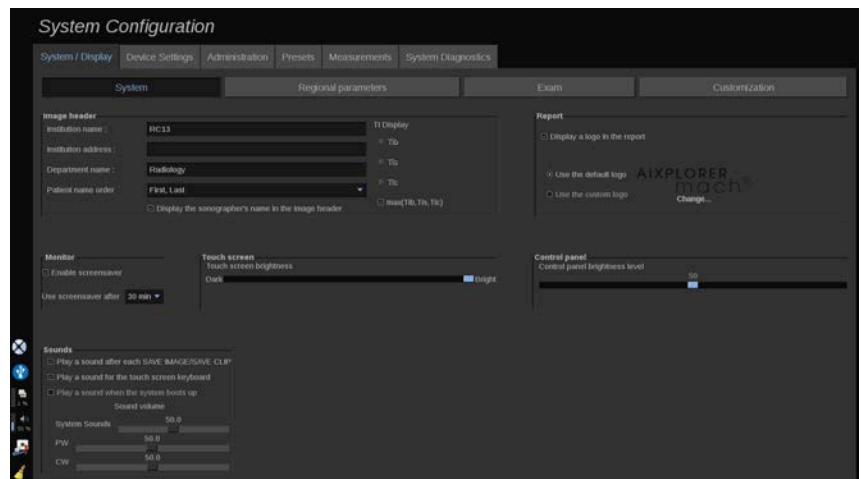 System Configuration
System / Display Device Settings Administration Presets Measurements System Diagnostics
System Regional parameters Exam Customization
Image header
Institution name : RC13
Institution address :
Department name : Radiology
Patient name order First, Last
Display the sonographer's name in the image header
TI Display
TIb
TIs
TIc
max(TIb, TIs, TIc)
Report
Display a logo in the report
Use the default logo
AIXPLORER
mach
Use the custom logo
Change...
Monitor
Enable screensaver
Use screensaver after 30 min
Touch screen
Touch screen brightness
Dark Bright
Control panel
Control panel brightness level
50
Sounds
Play a sound after each SAVE IMAGE/SAVE CLIP
Play a sound for the touch screen keyboard
Play a sound when the system boots up
Sound volume
System Sounds 50.0
PW 50.0
CW 50.0